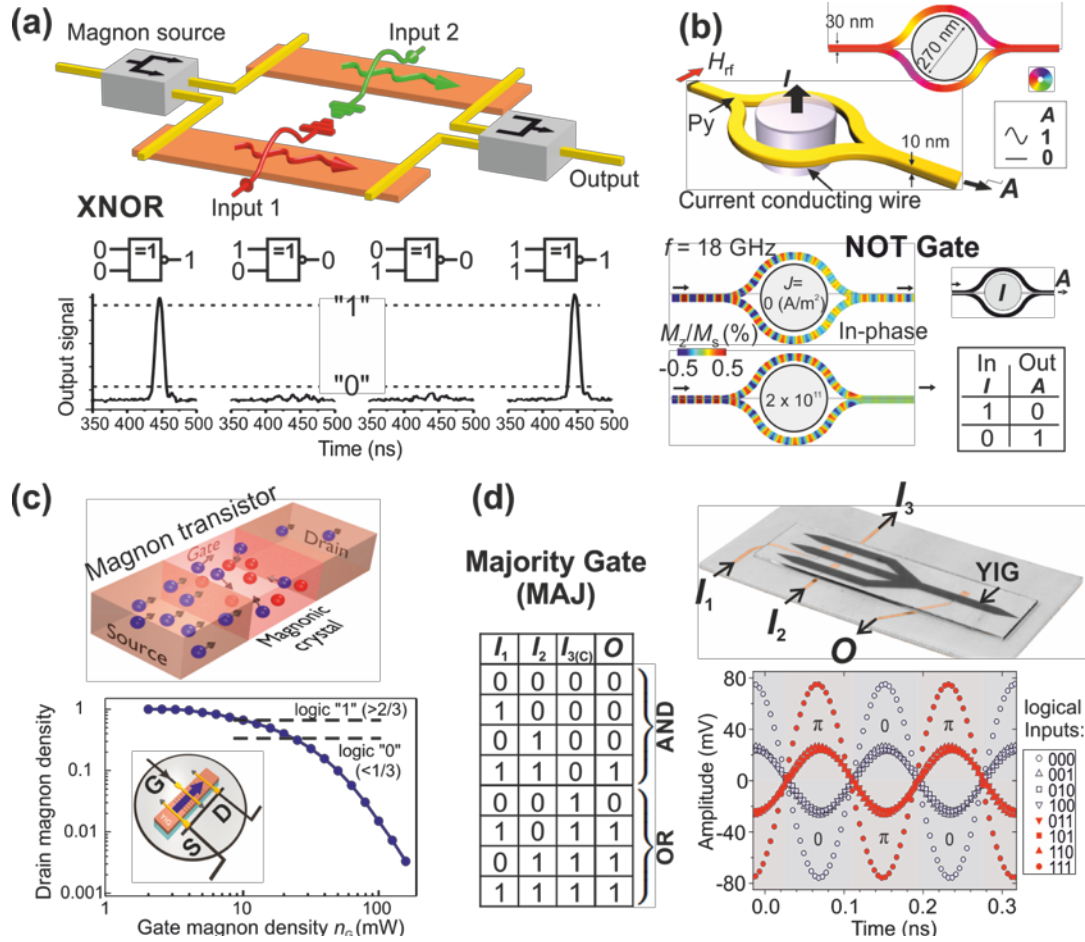 (a)
Magnon source
Input 2
Input 1
Output
XNOR
0 0 =1 1
1 0 =1 0
0 1 =1 0
1 1 =1 1
Output signal
"1"
"0"
350 400 450 500 350 400 450 500 350 400 450 500 350 400 450 500
Time (ns)
(b)
30 nm
270 nm
H_rf
I
Py
10 nm
A
1
0
A
Current conducting wire
f = 18 GHz
NOT Gate
J=
0 (A/m²)
In-phase
M_z/M_s (%)
-0.5 0.5
2 x 10¹¹
I
A
In Out
I A
1 0
0 1
(c)
Magnon transistor
Source
Gate
Drain
Magnonic
crystal
Drain magnon density
1
0.1
0.01
0.001
logic "1" (>2/3)
logic "0"
(<1/3)
G
S
D
YIG
10 100
Gate magnon density n_G (mW)
(d)
Majority Gate
(MAJ)
I₁ I₂ I₃(C) O
0 0 0 0
1 0 0 0
0 1 0 0
1 1 0 1
0 0 1 0
1 0 1 1
0 1 1 1
1 1 1 1
AND
OR
I₃
YIG
I₁
I₂
O
Amplitude (mV)
80
40
0
-40
-80
π 0 π
0 π 0
0.0 0.1 0.2 0.3
Time (ns)
logical
Inputs:
000
001
010
100
011
101
110
111